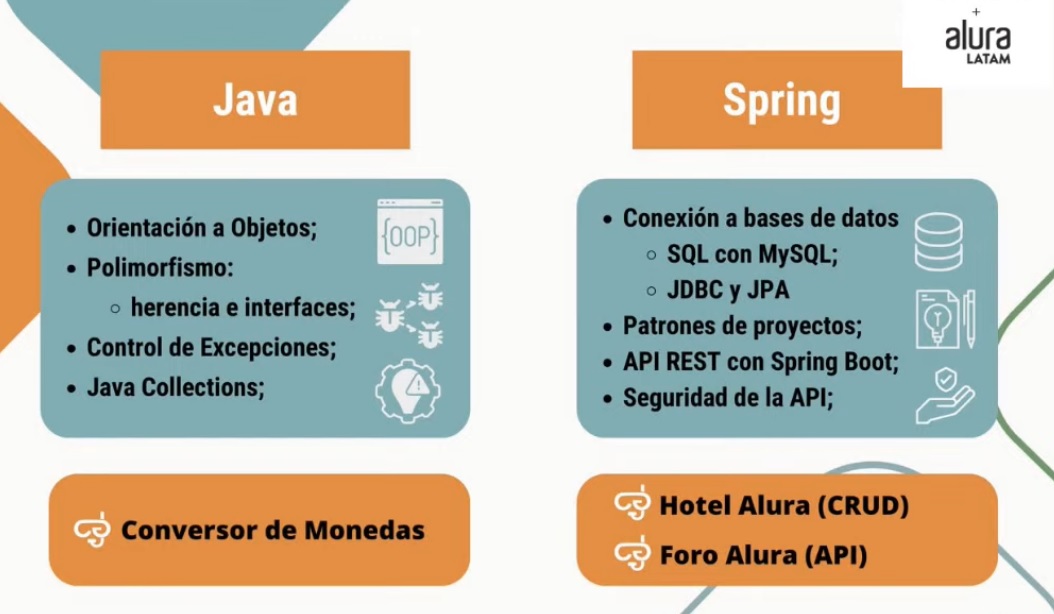 +
alura
LATAM
Java
Spring
• Orientación a Objetos;
• Polimorfismo:
◦ herencia e interfaces;
• Control de Excepciones;
• Java Collections;
{OOP}
• Conexión a bases de datos
◦ SQL con MySQL;
◦ JDBC y JPA
• Patrones de proyectos;
• API REST con Spring Boot;
• Seguridad de la API;
Conversor de Monedas
Hotel Alura (CRUD)
Foro Alura (API)